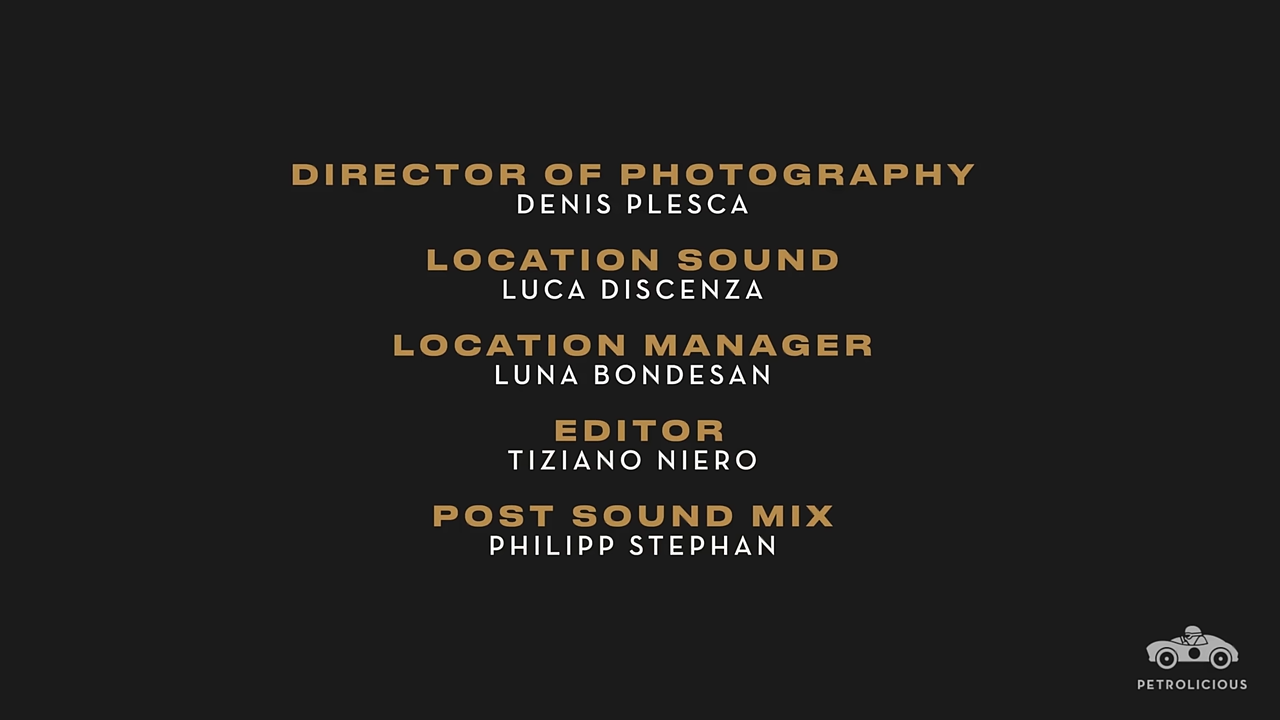 DIRECTOR OF PHOTOGRAPHY
DENIS PLESCA
LOCATION SOUND
LUCA DISCENZA
LOCATION MANAGER
LUNA BONDESAN
EDITOR
TIZIANO NIERO
POST SOUND MIX
PHILIPP STEPHAN
PETROLICIOUS